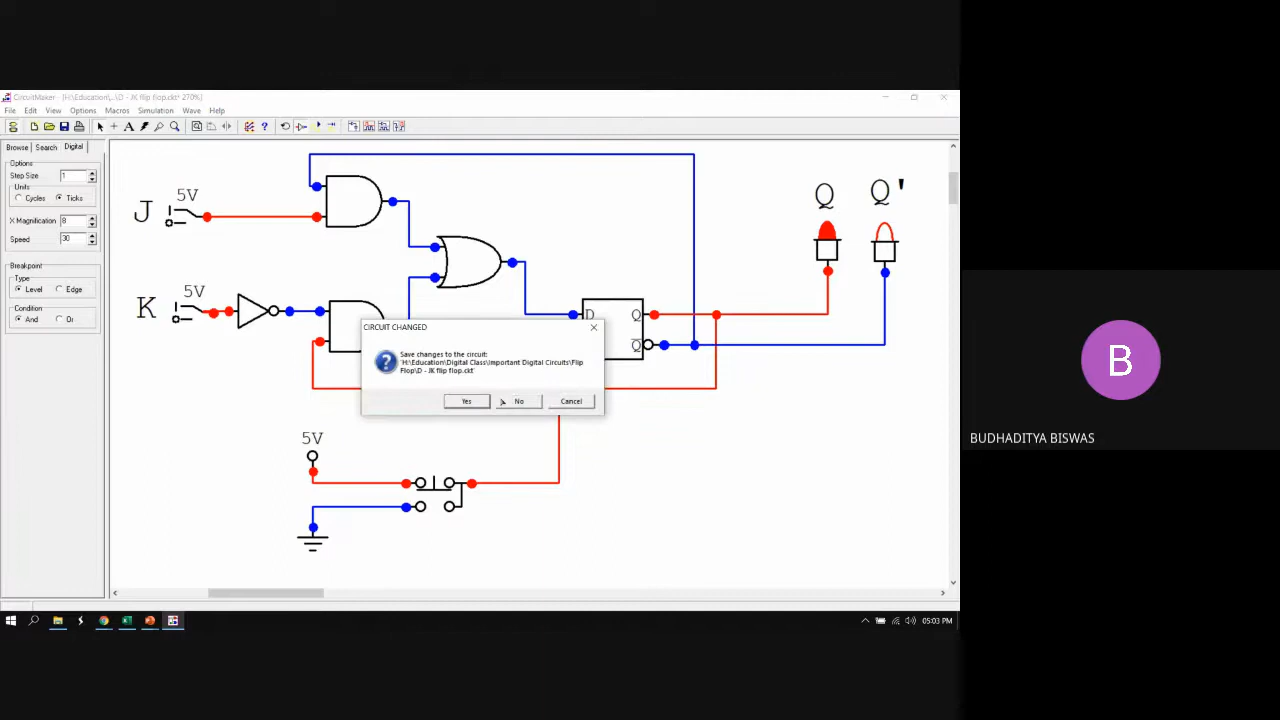 CircuitMaker - [H:\Education\...\D - JK flip flop.ckt* 270%]
File Edit View Options Macros Simulation Wave Help
Browse Search Digital
Options
Step Size 1
Units
Cycles Ticks
X Magnification 8
Speed 30
Breakpoint
Type
Level Edge
Condition
And Or
J 5V
K 5V
Q Q'
D Q
Q
5V
CIRCUIT CHANGED
Save changes to the circuit:
'H:\Education\Digital Class\Important Digital Circuits\Flip
Flop\D - JK flip flop.ckt'
Yes No Cancel
05:03 PM
B
BUDHADITYA BISWAS